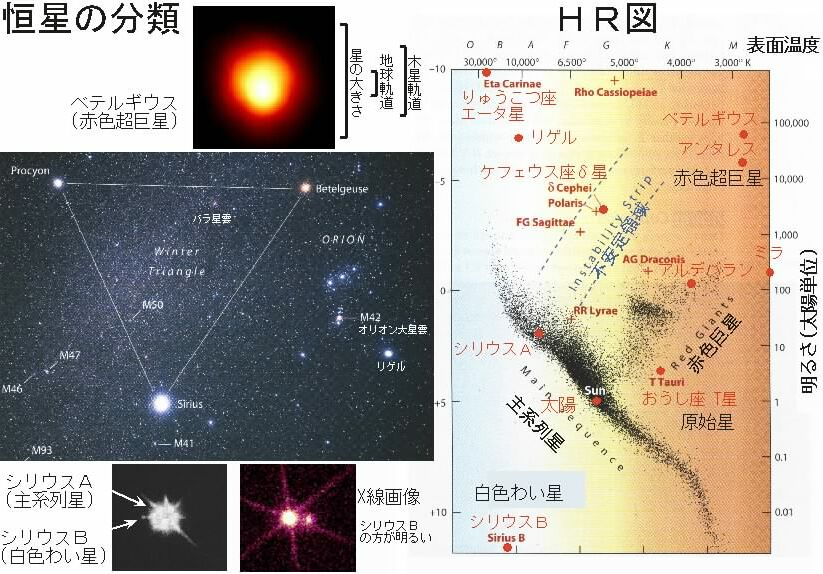 恒星の分類
ベテルギウス
(赤色超巨星)
星の大きさ
地球軌道
木星軌道
Procyon
Betelgeuse
バラ星雲
ORION
Winter
Triangle
M50
M42
オリオン大星雲
M47
リゲル
M46
Sirius
M41
M93
シリウスA
(主系列星)
シリウスB
(白色わい星)
X線画像
シリウスB
の方が明るい
HR図
O B A F G K M
表面温度
30,000° 10,000° 6,500° 5,000° 4,000° 3,000° K
-10
-5
0
+5
+10
Eta Carinae
りゅうこつ座
エータ星
Rho Cassiopeiae
リゲル
ベテルギウス
アンタレス
赤色超巨星
ケフェウス座δ星
δ Cephei
Polaris
FG Sagittae
Instability Strip
不安定領域
AG Draconis
アルデバラン
ミラ
RR Lyrae
シリウスA
Red Giants
赤色巨星
T Tauri
おうし座 T星
原始星
Sun
太陽
Main Sequence
主系列星
白色わい星
シリウスB
Sirius B
100,000
10,000
1,000
100
10
1
0.1
0.01
明るさ(太陽単位)